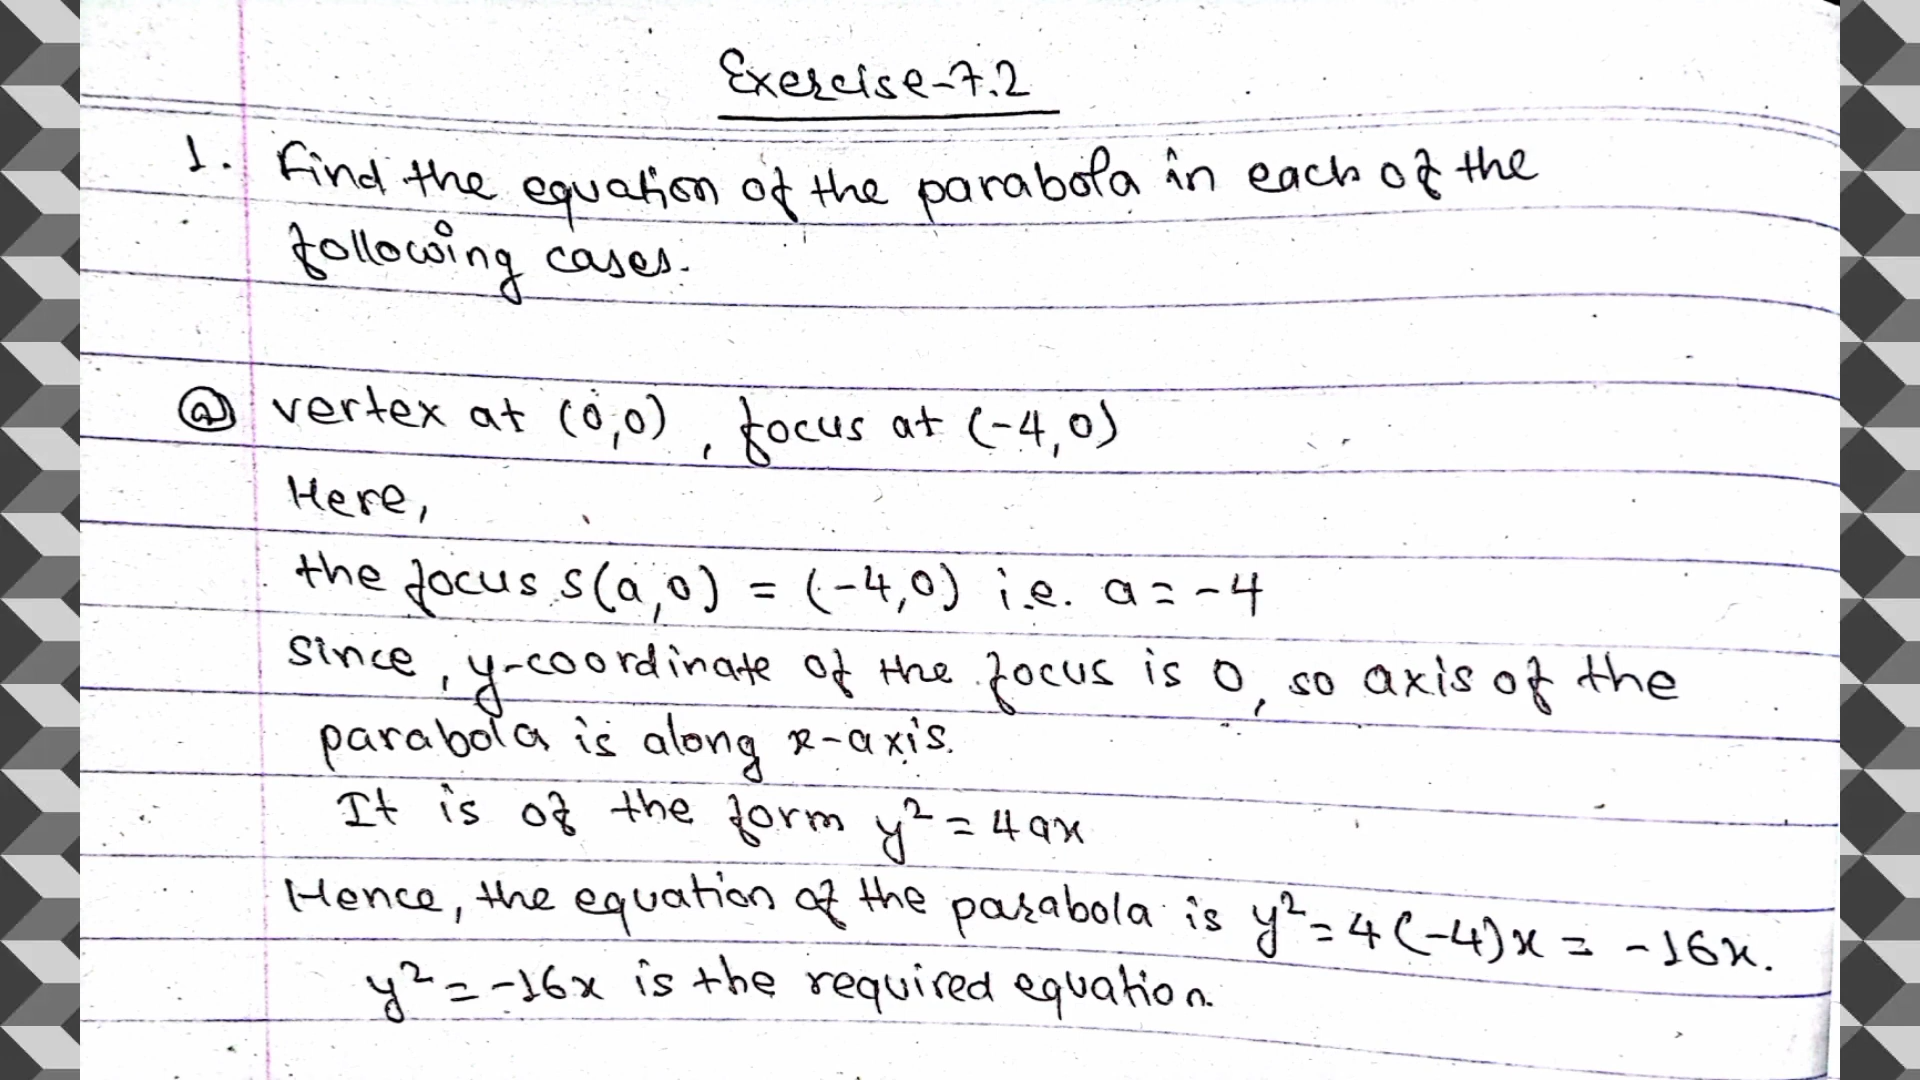 Exercise-7.2
1. Find the equation of the parabola in each of the
following cases.
ⓐ vertex at (0,0), focus at (-4,0)
Here,
the focus S(a,0) = (-4,0) i.e. a = -4
Since, y-coordinate of the focus is 0, so axis of the
parabola is along x-axis.
It is of the form y² = 4ax
Hence, the equation of the parabola is y² = 4(-4)x = -16x.
y² = -16x is the required equation.